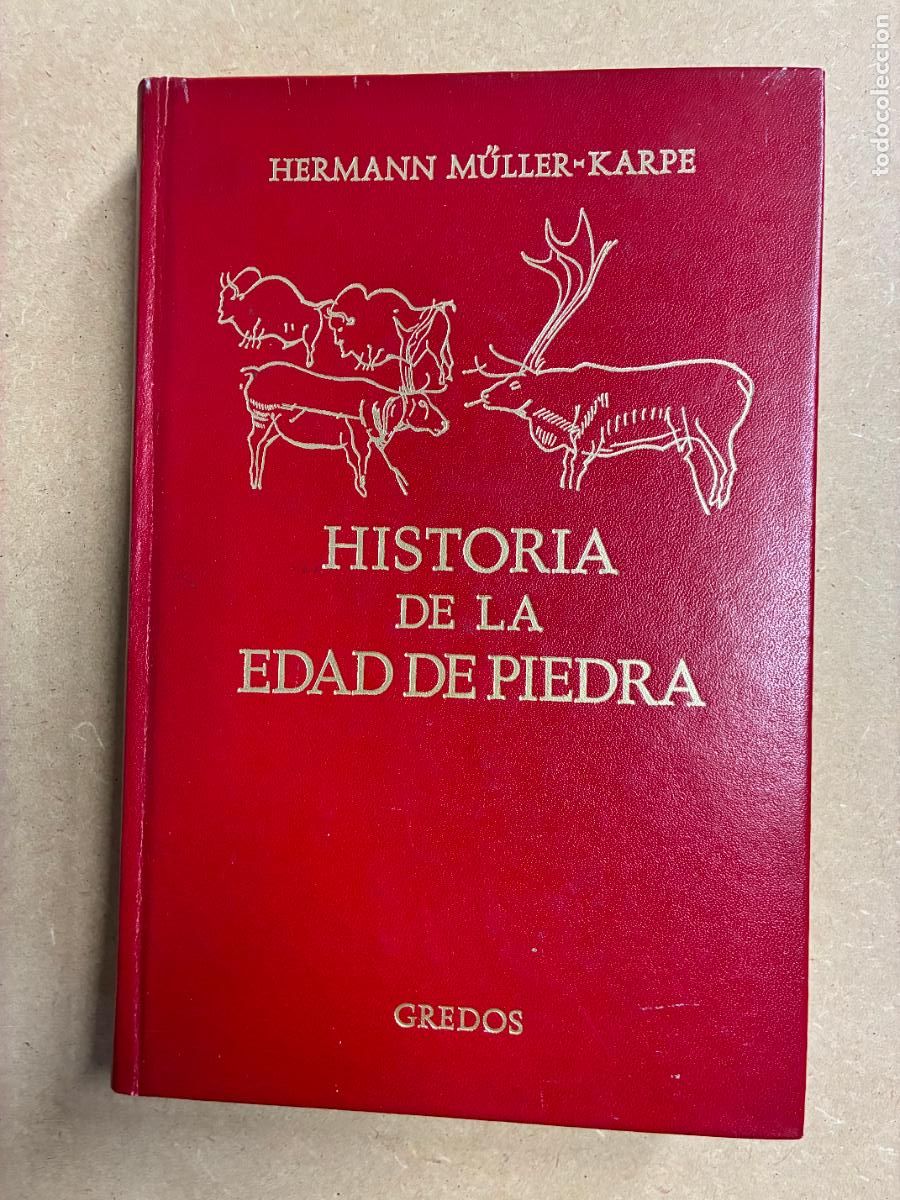 HERMANN MÜLLER-KARPE
HISTORIA
DE LA
EDAD DE PIEDRA
GREDOS
todocoleccion